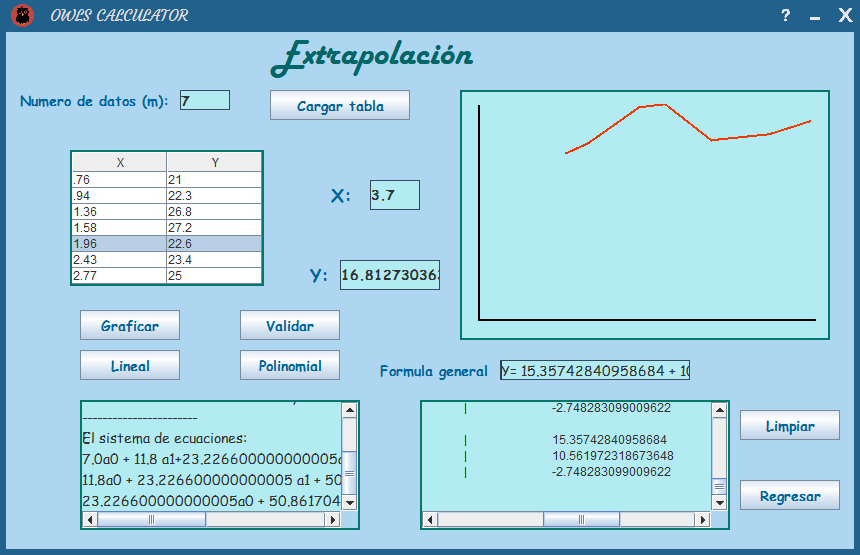 OWLS CALCULATOR
?
X
Extrapolación
Numero de datos (m): 7
Cargar tabla
X Y
.76 21
.94 22.3
1.36 26.8
1.58 27.2
1.96 22.6
2.43 23.4
2.77 25
X: 3.7
Y: 16.81273036
Graficar
Validar
Lineal
Polinomial
Formula general Y= 15.35742840958684 + 10
-----------------------
El sistema de ecuaciones:
7,0a0 + 11,8 a1+23,226600000000005a
11,8a0 + 23,226600000000005 a1 + 50
23,226600000000005a0 + 50,861704
| -2.748283099009622
| 15.35742840958684
| 10.561972318673648
| -2.748283099009622
Limpiar
Regresar